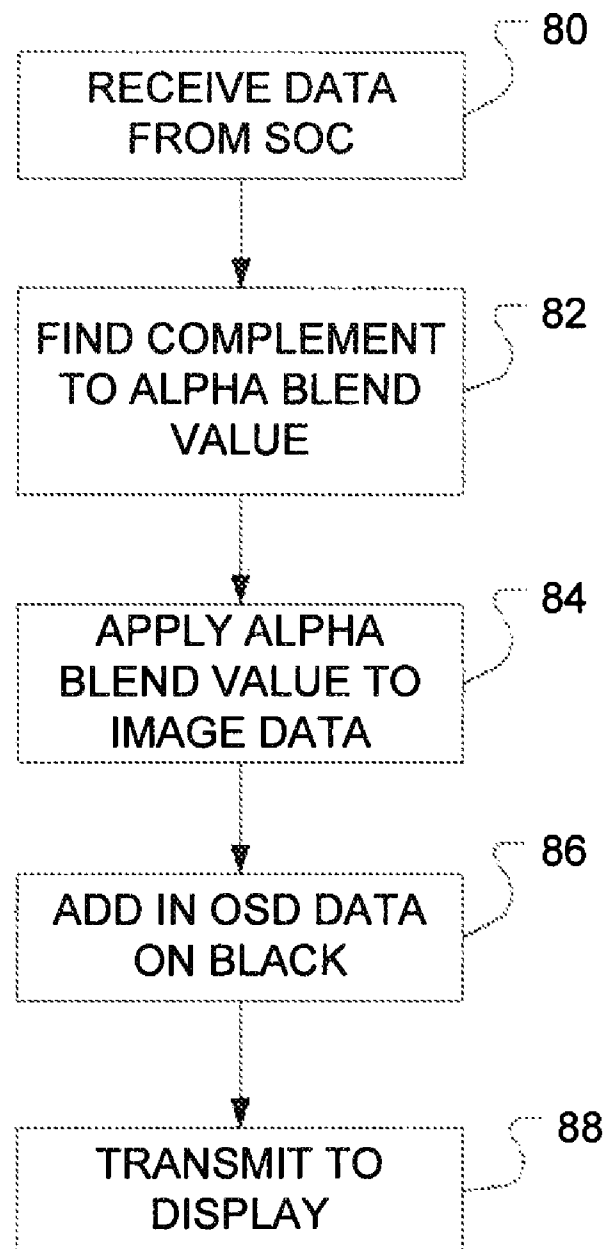 80
RECEIVE DATA
FROM SOC
82
FIND COMPLEMENT
TO ALPHA BLEND
VALUE
84
APPLY ALPHA
BLEND VALUE TO
IMAGE DATA
86
ADD IN OSD DATA
ON BLACK
88
TRANSMIT TO
DISPLAY